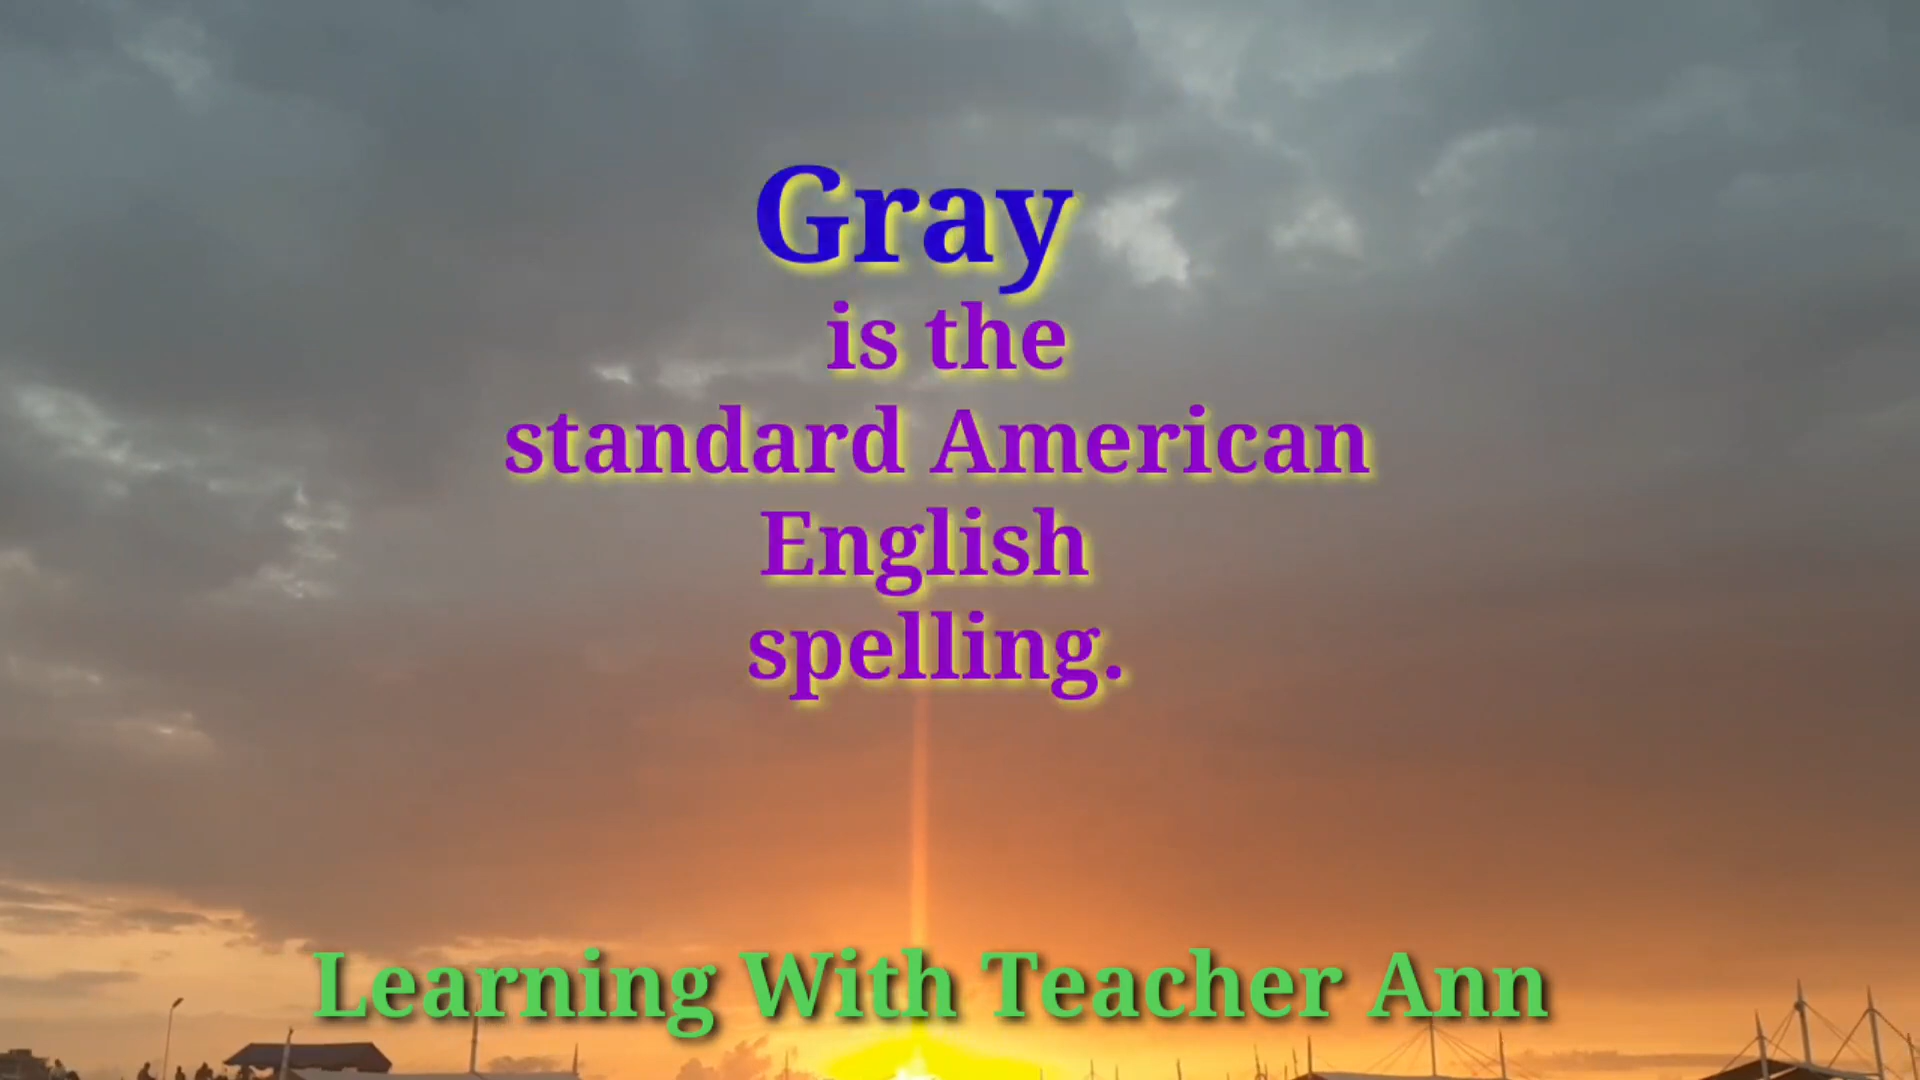 Gray
is the
standard American
English
spelling.
Learning With Teacher Ann